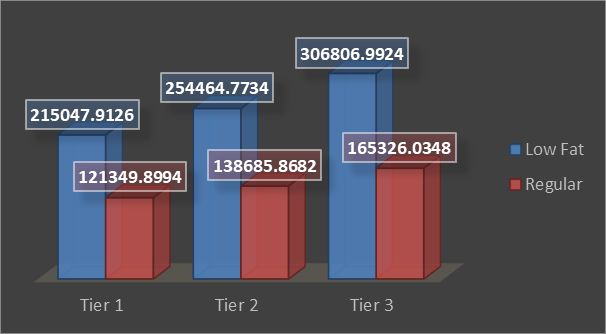 306806.9924
254464.7734
215047.9126
165326.0348
138685.8682
121349.8994
Low Fat
Regular
Tier 1
Tier 2
Tier 3